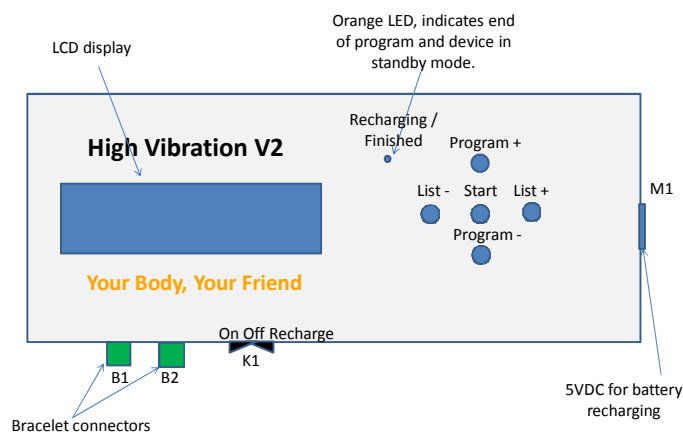 Orange LED, indicates end
of program and device in
standby mode.
LCD display
Recharging /
Finished
High Vibration V2
Program +
List -
Start
List +
M1
Program -
Your Body, Your Friend
On Off Recharge
K1
B1
B2
5VDC for battery
recharging
Bracelet connectors